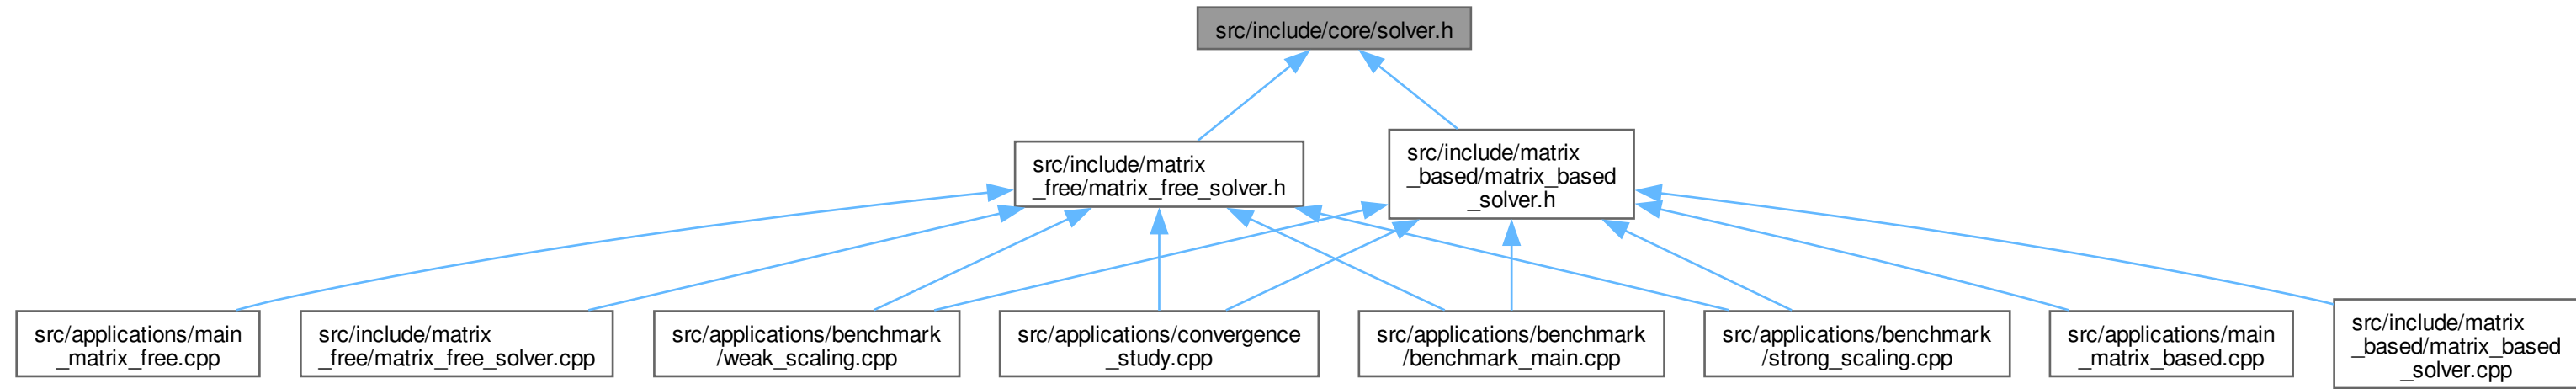 src/include/core/solver.h
src/include/matrix
_free/matrix_free_solver.h
src/include/matrix
_based/matrix_based
_solver.h
src/applications/main
_matrix_free.cpp
src/include/matrix
_free/matrix_free_solver.cpp
src/applications/benchmark
/weak_scaling.cpp
src/applications/convergence
_study.cpp
src/applications/benchmark
/benchmark_main.cpp
src/applications/benchmark
/strong_scaling.cpp
src/applications/main
_matrix_based.cpp
src/include/matrix
_based/matrix_based
_solver.cpp